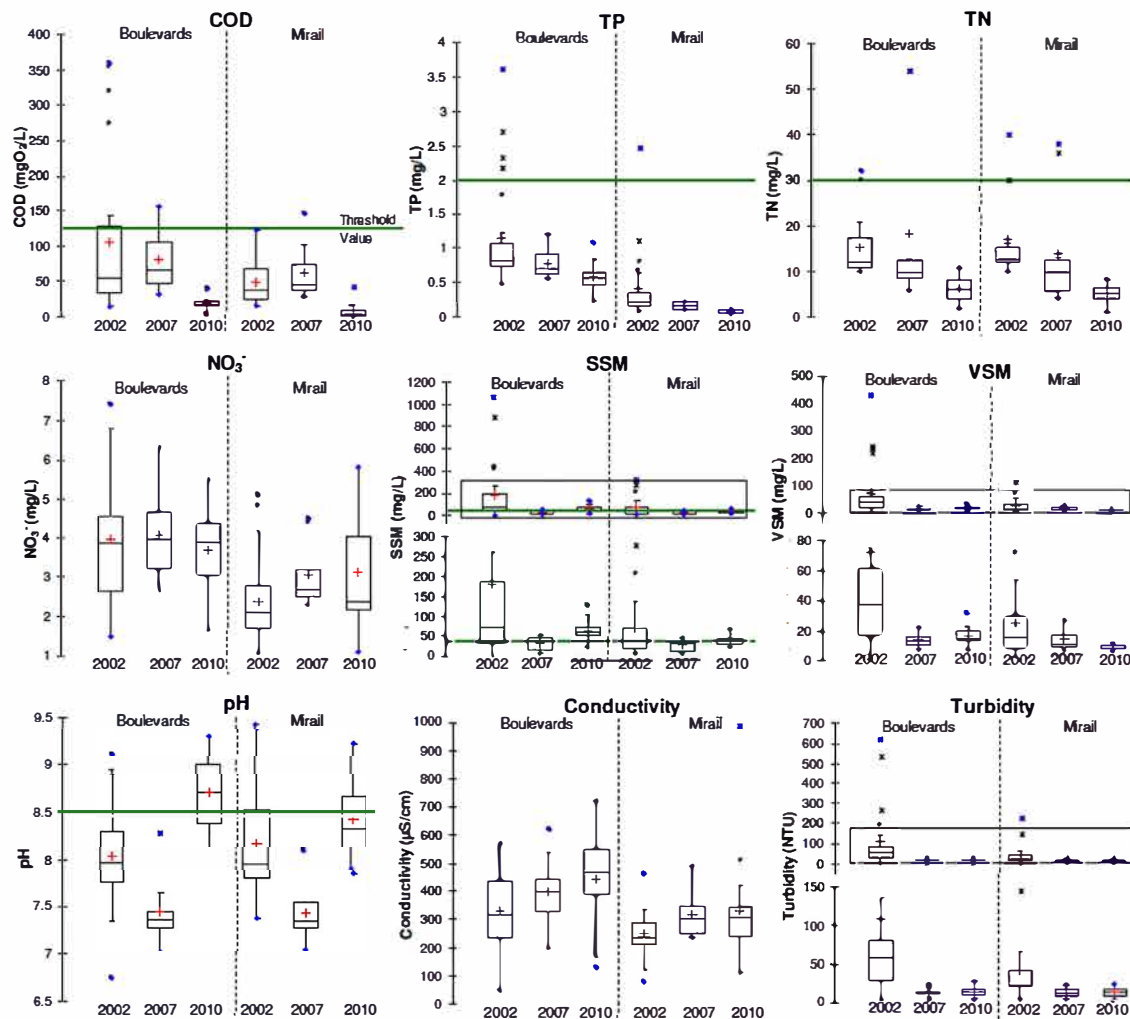 COD
TP
TN
Boulevards Mirail
Boulevards Mirail
Boulevards Mirail
COD (mgO₂/L)
400
350
300
250
200
150
100
50
0
Threshold
Value
2002 2007 2010 2002 2007 2010
TP (mg/L)
4
3.5
3
2.5
2
1.5
1
0.5
0
2002 2007 2010 2002 2007 2010
TN (mg/L)
60
50
40
30
20
10
0
2002 2007 2010 2002 2007 2010
NO₃⁻
SSM
VSM
Boulevards Mirail
Boulevards Mirail
Boulevards Mirail
NO₃⁻ (mg/L)
8
7
6
5
4
3
2
1
2002 2007 2010 2002 2007 2010
SSM (mg/L)
1200
1000
800
600
400
200
0
300
250
200
150
100
50
0
2002 2007 2010 2002 2007 2010
VSM (mg/L)
500
400
300
200
100
0
80
60
40
20
0
2002 2007 2010 2002 2007 2010
pH
Conductivity
Turbidity
Boulevards Mirail
Boulevards Mirail
Boulevards Mirail
pH
9.5
9
8.5
8
7.5
7
6.5
2002 2007 2010 2002 2007 2010
Conductivity (µS/cm)
1000
900
800
700
600
500
400
300
200
100
0
2002 2007 2010 2002 2007 2010
Turbidity (NTU)
700
600
500
400
300
200
100
0
150
100
50
0
2002 2007 2010 2002 2007 2010